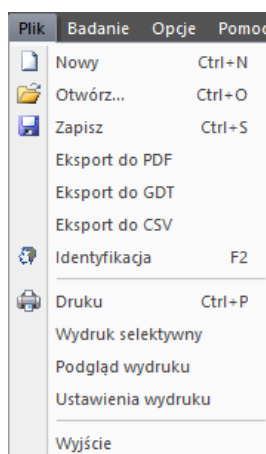 Plik Badanie Opcje Pomoc
Nowy Ctrl+N
Otwórz... Ctrl+O
Zapisz Ctrl+S
Eksport do PDF
Eksport do GDT
Eksport do CSV
Identyfikacja F2
Druku Ctrl+P
Wydruk selektywny
Podgląd wydruku
Ustawienia wydruku
Wyjście